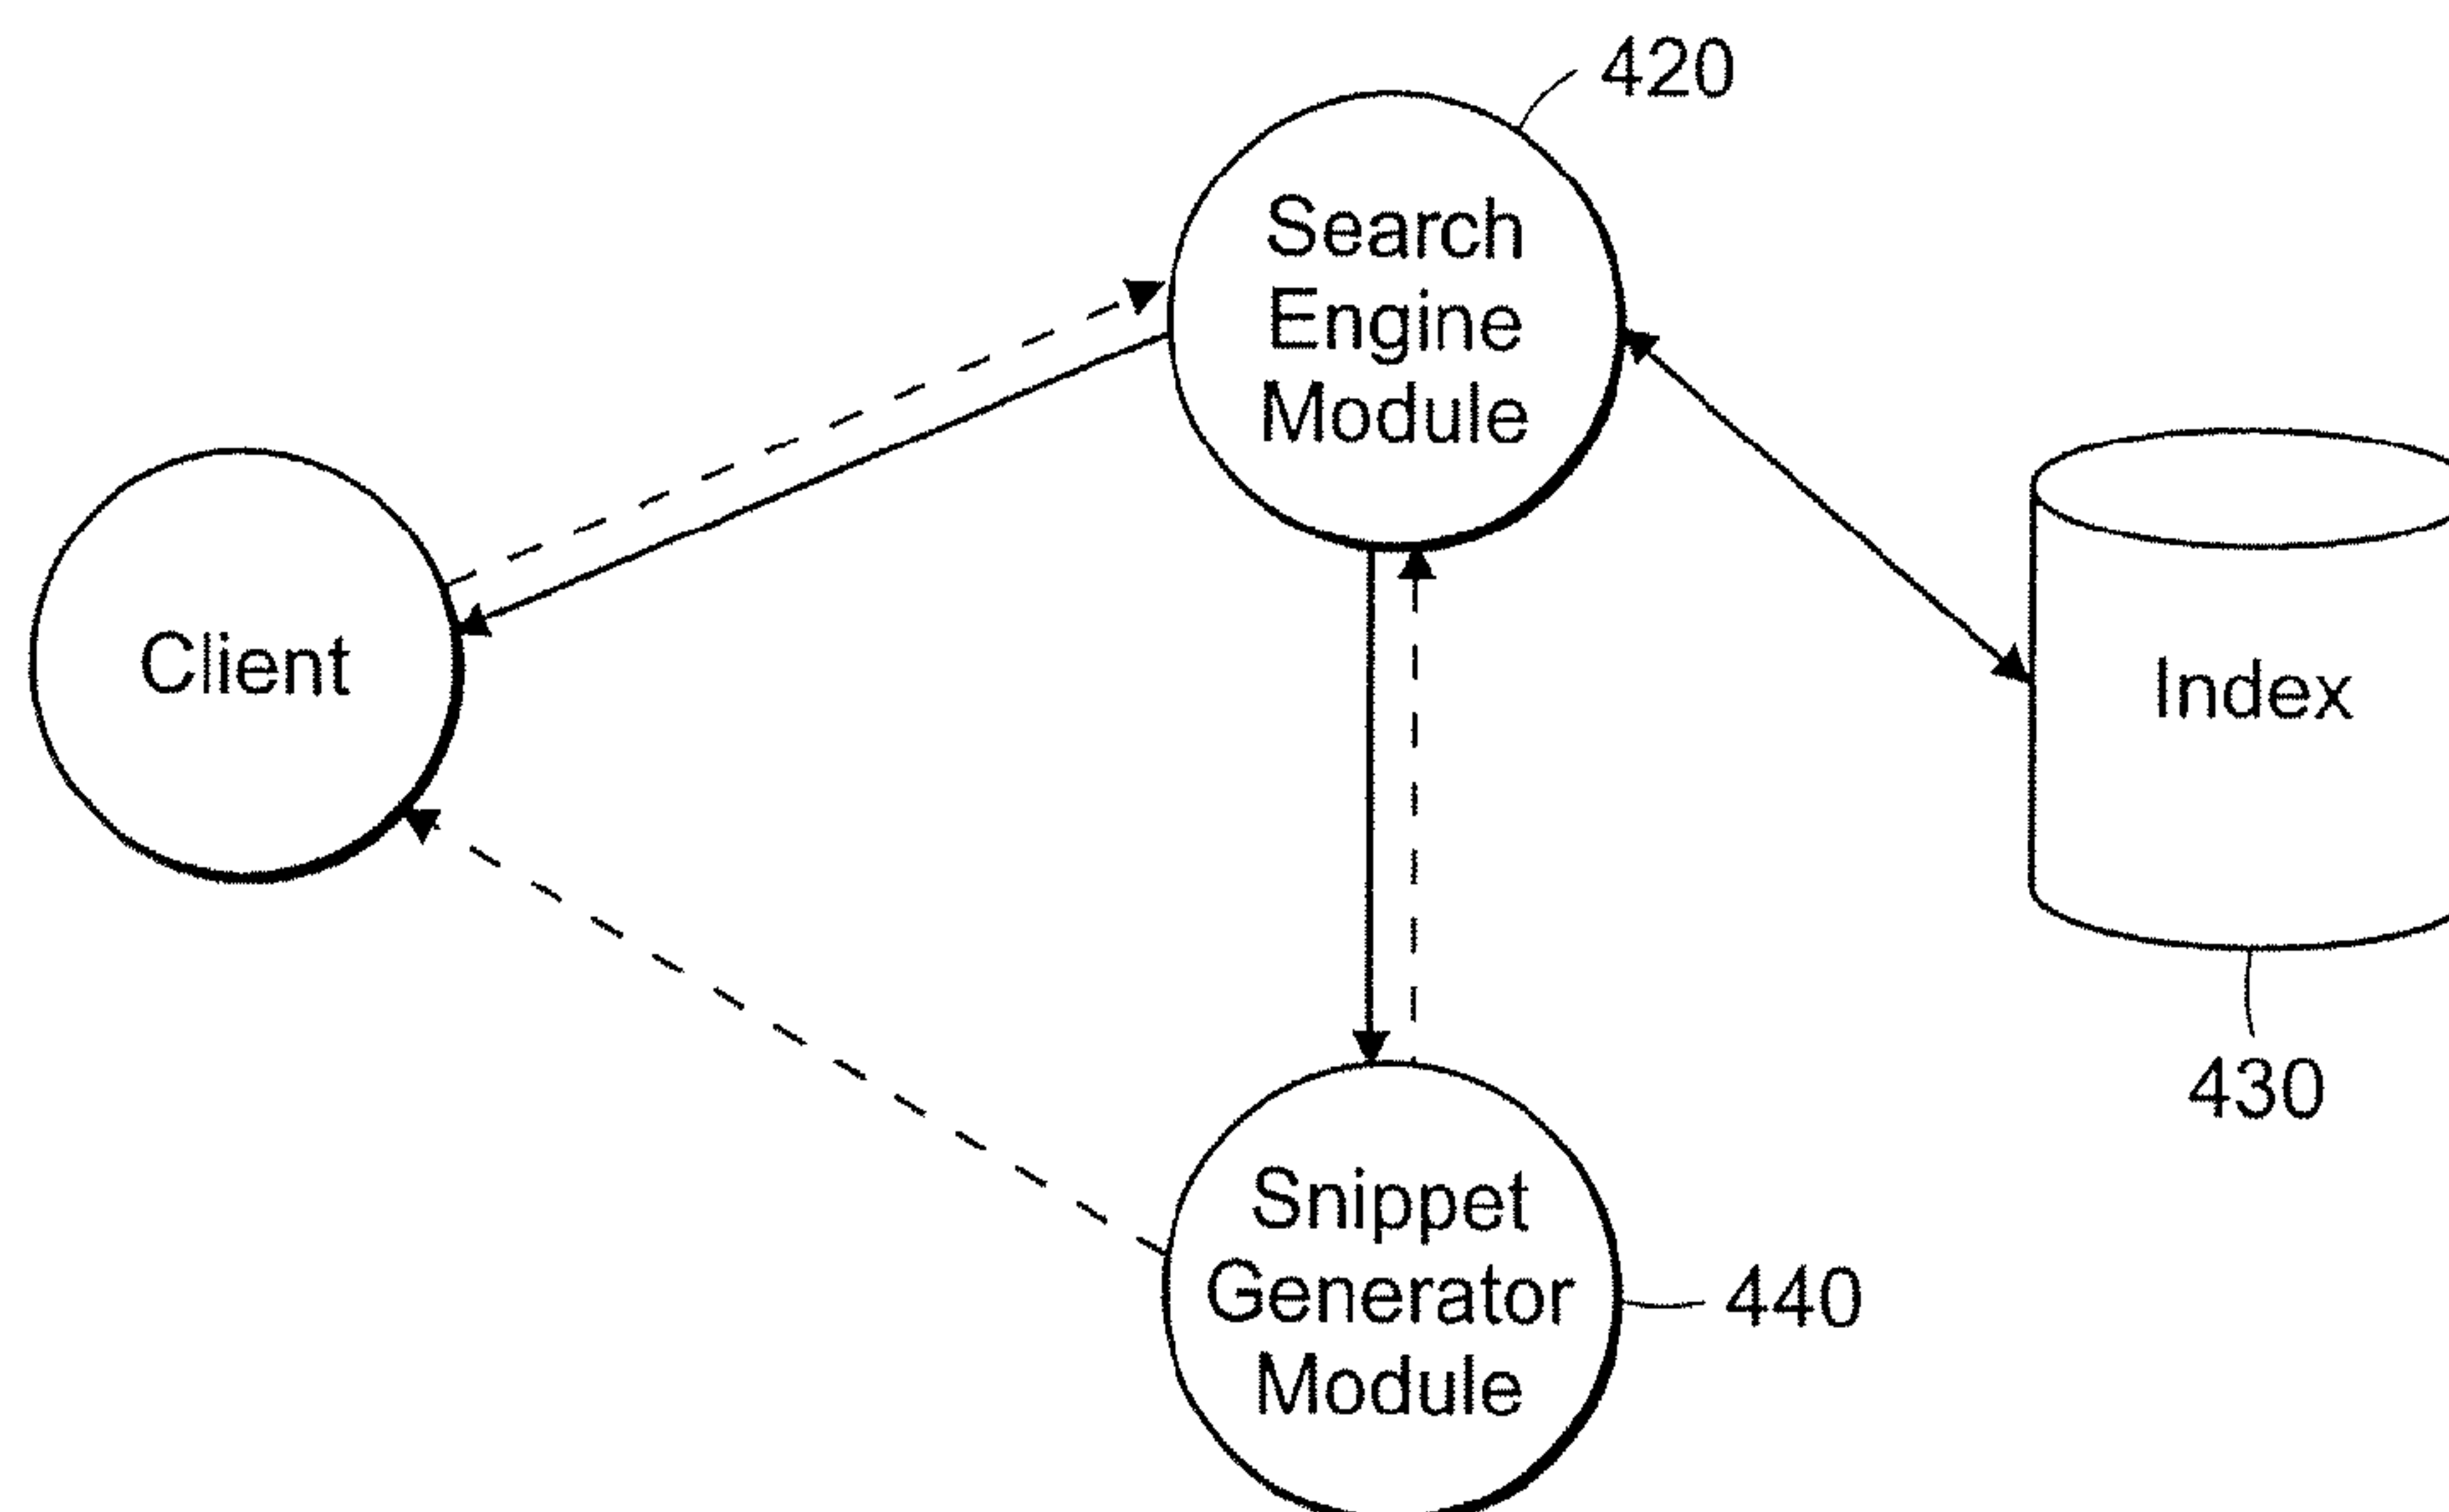 420
Search
Engine
Module
Client
Index
430
Snippet
Generator
Module
440